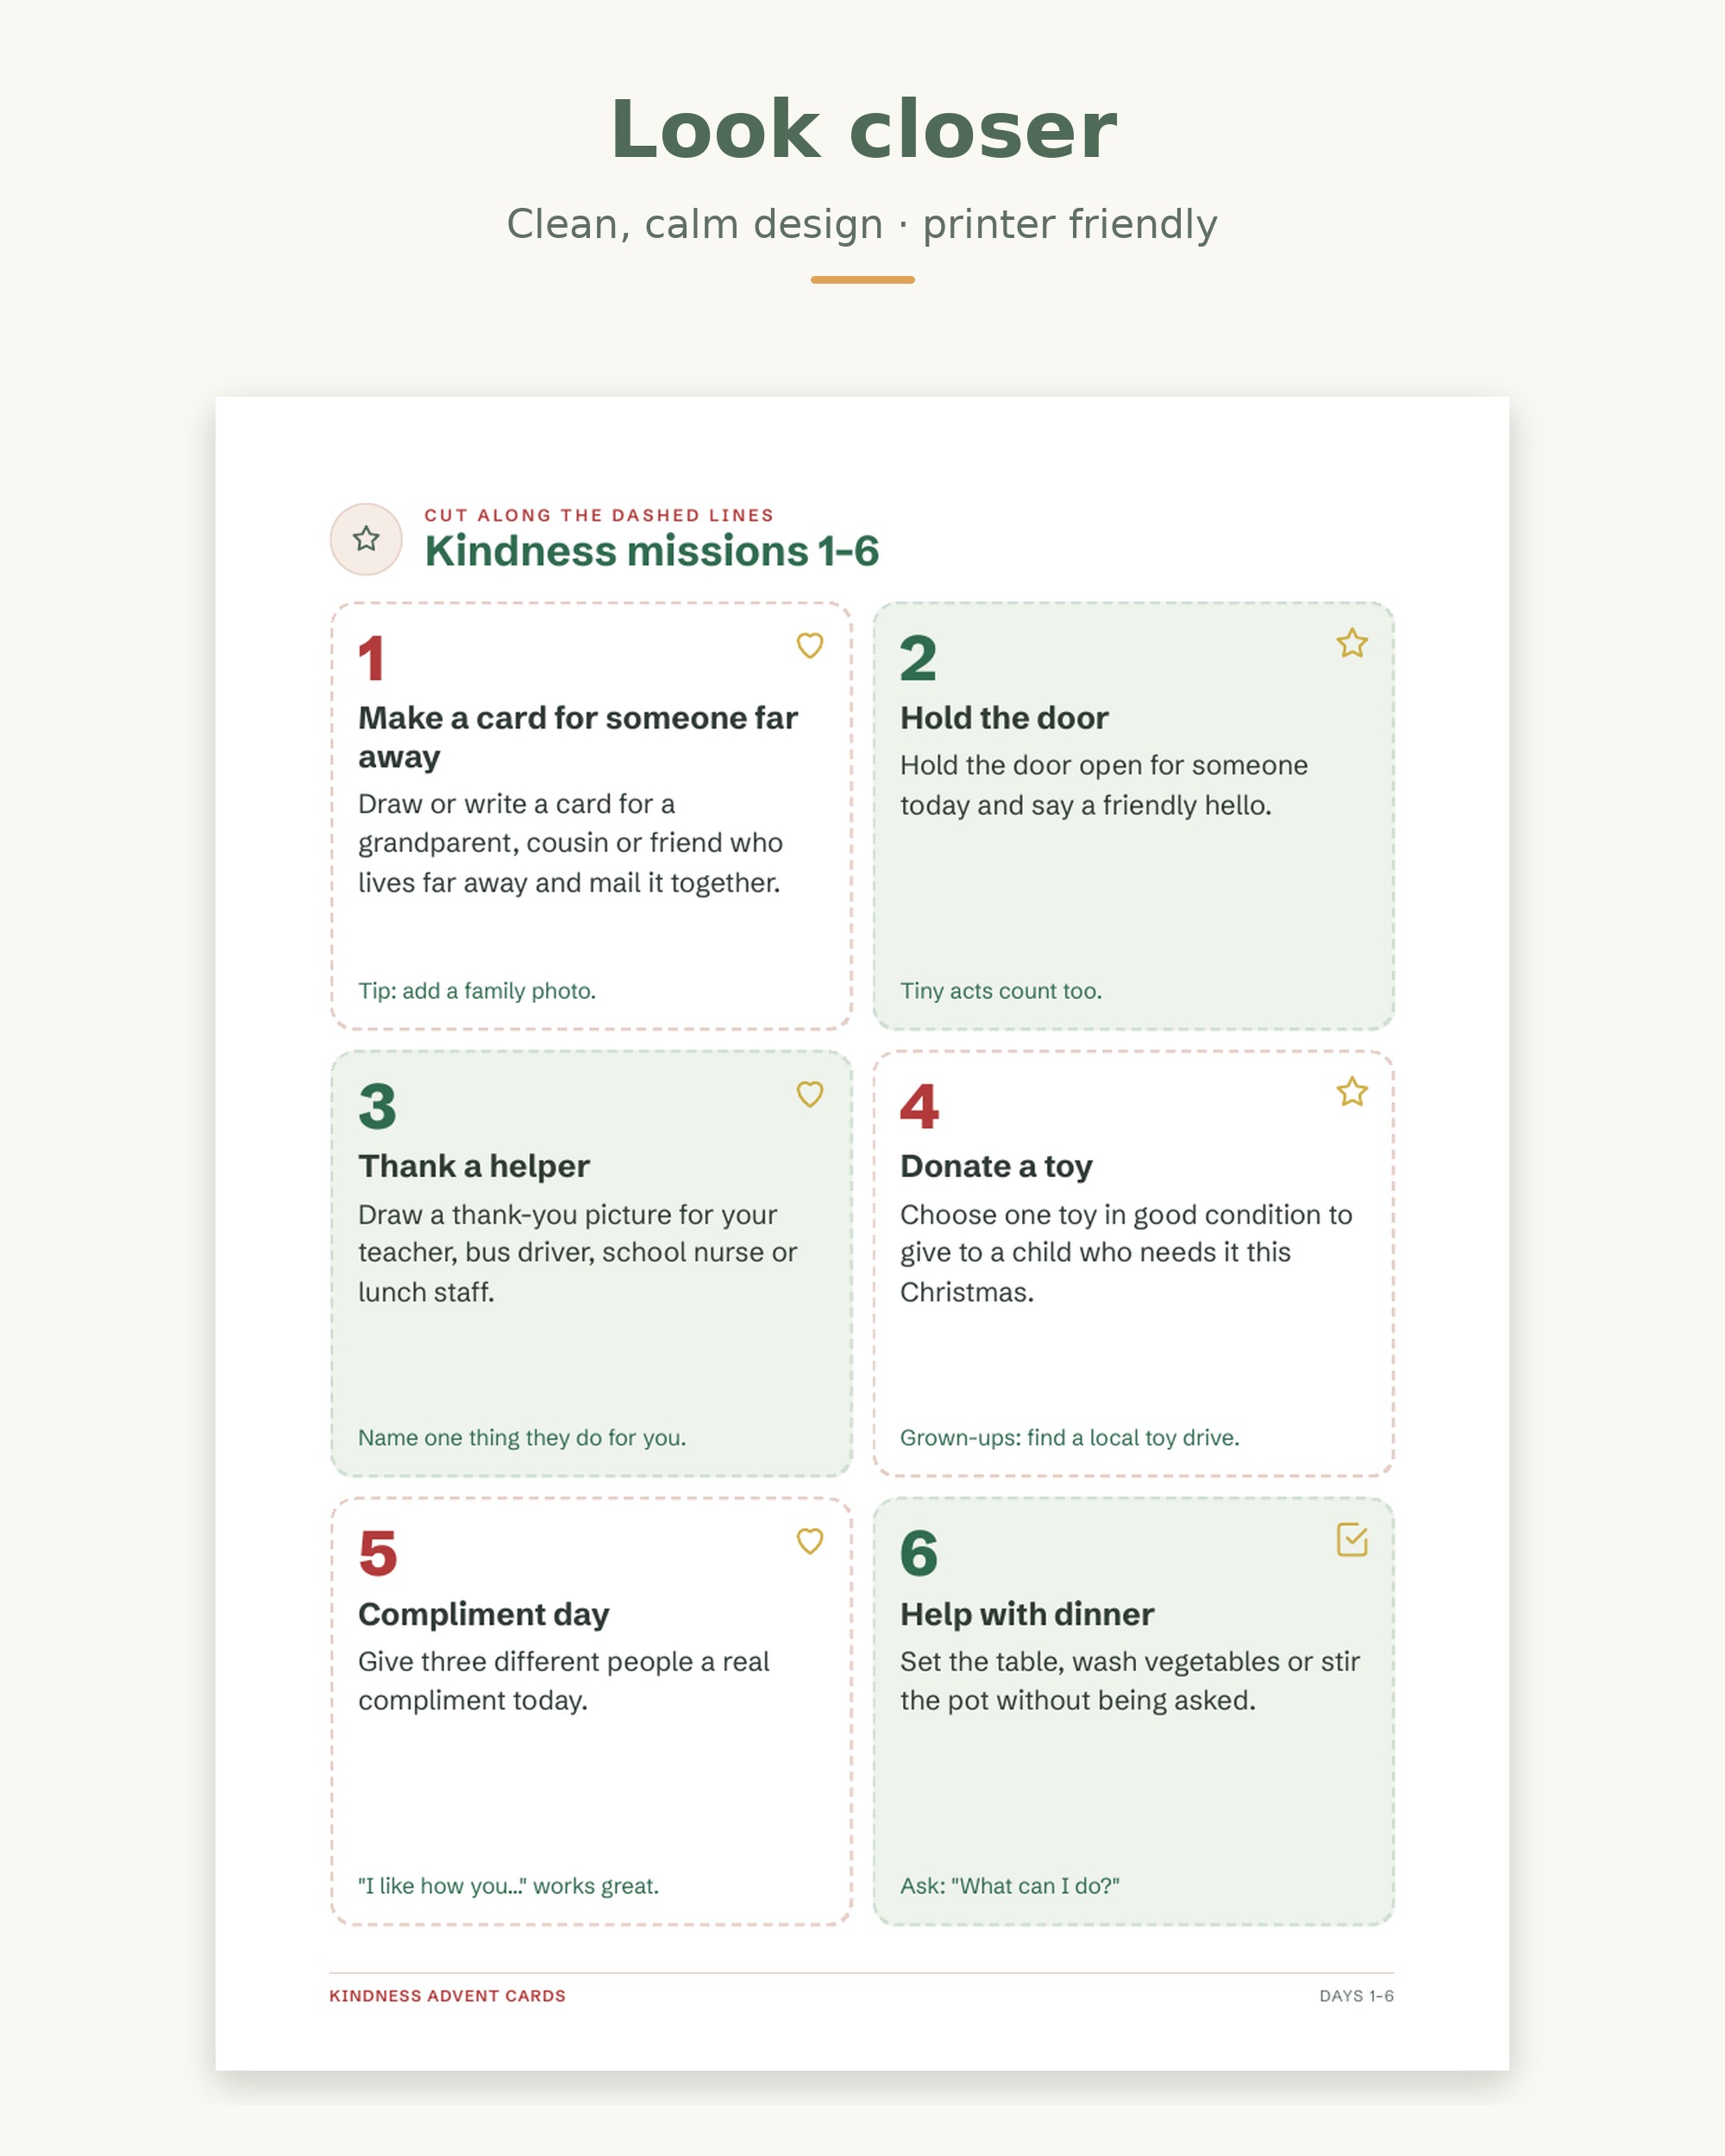 Look closer
Clean, calm design · printer friendly
CUT ALONG THE DASHED LINES
Kindness missions 1–6
1
Make a card for someone far
away
Draw or write a card for a
grandparent, cousin or friend who
lives far away and mail it together.
Tip: add a family photo.
2
Hold the door
Hold the door open for someone
today and say a friendly hello.
Tiny acts count too.
3
Thank a helper
Draw a thank-you picture for your
teacher, bus driver, school nurse or
lunch staff.
Name one thing they do for you.
4
Donate a toy
Choose one toy in good condition to
give to a child who needs it this
Christmas.
Grown-ups: find a local toy drive.
5
Compliment day
Give three different people a real
compliment today.
"I like how you…" works great.
6
Help with dinner
Set the table, wash vegetables or stir
the pot without being asked.
Ask: "What can I do?"
KINDNESS ADVENT CARDS
DAYS 1–6